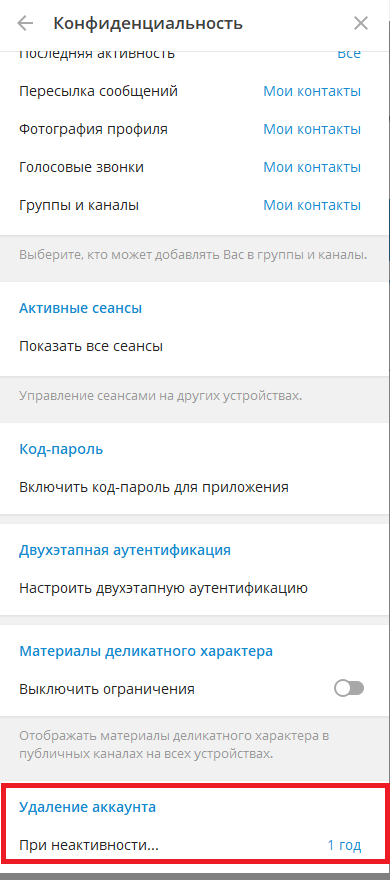 Конфиденциальность
Последняя активность Все
Пересылка сообщений Мои контакты
Фотография профиля Мои контакты
Голосовые звонки Мои контакты
Группы и каналы Мои контакты
Выберите, кто может добавлять Вас в группы и каналы.
Активные сеансы
Показать все сеансы
Управление сеансами на других устройствах.
Код-пароль
Включить код-пароль для приложения
Двухэтапная аутентификация
Настроить двухэтапную аутентификацию
Материалы деликатного характера
Выключить ограничения
Отображать материалы деликатного характера в
публичных каналах на всех устройствах.
Удаление аккаунта
При неактивности... 1 год